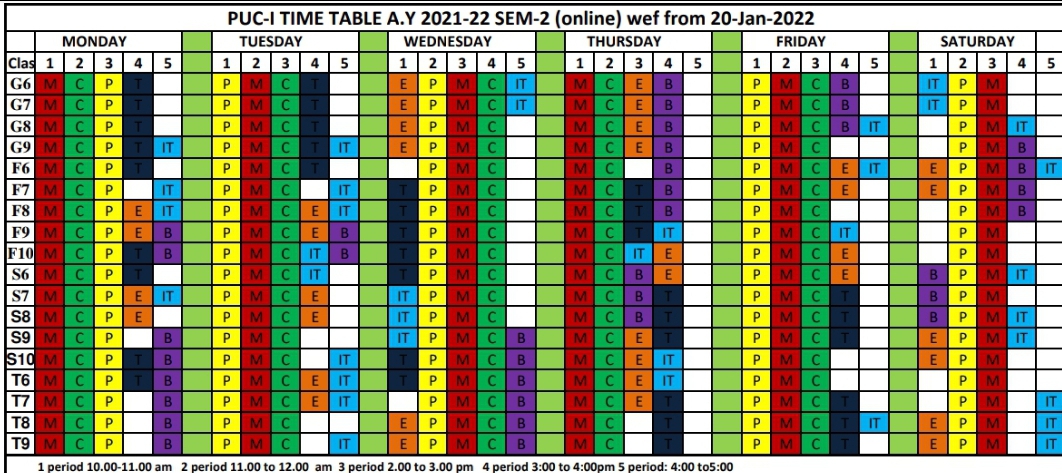 PUC-I TIME TABLE A.Y 2021-22 SEM-2 (online) wef from 20-Jan-2022
MONDAY TUESDAY WEDNESDAY THURSDAY FRIDAY SATURDAY
Clas 1 2 3 4 5 1 2 3 4 5 1 2 3 4 5 1 2 3 4 5 1 2 3 4 5 1 2 3 4 5
G6 M C P T P M C T E P M C IT M C E B P M C B IT P M
G7 M C P T P M C T E P M C IT M C E B P M C B IT P M
G8 M C P T P M C T E P M C M C E B P M C B IT P M IT
G9 M C P T IT P M C T IT E P M C M C E B P M C P M B
F6 M C P T P M C T P M C M C B P M C E IT E P M B IT
F7 M C P IT P M C IT T P M C M C T B P M C E E P M B
F8 M C P E IT P M C E IT T P M C M C T B P M C P M B
F9 M C P E B P M C E B T P M C M C T IT P M C IT P M
F10 M C P T B P M C IT B T P M C M C IT E P M C E P M
S6 M C P T P M C IT T P M C M C B E P M C E B P M IT
S7 M C P E IT P M C E IT P M C M C B T P M C T B P M
S8 M C P E P M C E IT P M C M C B T P M C T B P M IT
S9 M C P B P M C IT P M C B M C E T P M C T E P M IT
S10 M C P T B P M C IT T P M C B M C E IT P M C E P M
T6 M C P T B P M C E IT T P M C B M C E IT P M C P M
T7 M C P B P M C E IT P M C B M C E T P M C T P M IT
T8 M C P B P M C E P M C B M C T P M C T IT E P M IT
T9 M C P B P M C IT E P M C B M C T P M C T E P M IT
1 period 10.00-11.00 am 2 period 11.00 to 12.00 am 3 period 2.00 to 3.00 pm 4 period 3:00 to 4:00pm 5 period: 4:00 to5:00